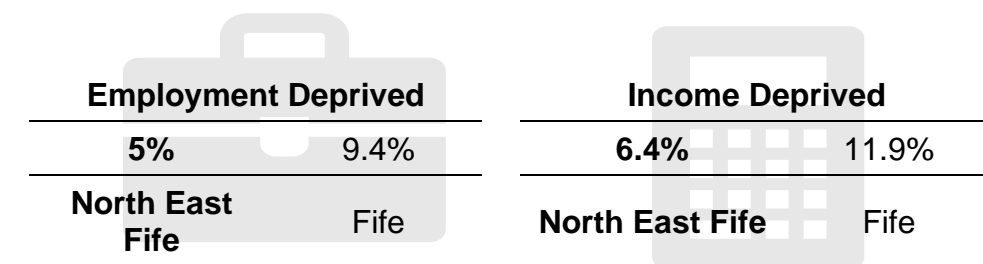 Employment Deprived
5% 9.4%
North East
Fife
Fife
Income Deprived
6.4% 11.9%
North East Fife Fife